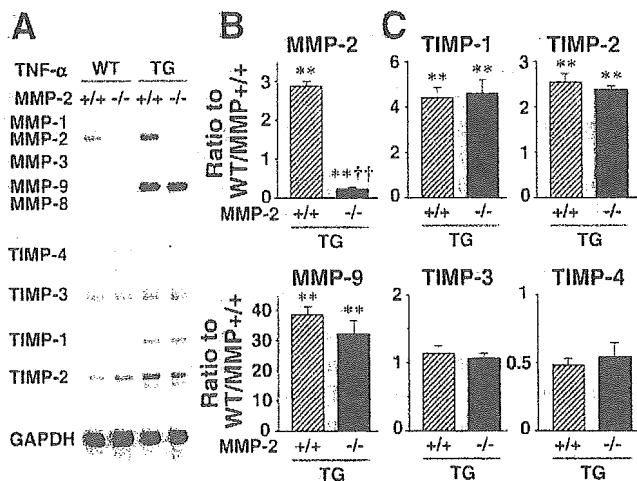 A
TNF-α WT TG
MMP-2 +/+ -/- +/+ -/-
MMP-1
MMP-2
MMP-3
MMP-9
MMP-8
TIMP-4
TIMP-3
TIMP-1
TIMP-2
GAPDH
B
MMP-2
Ratio to
WT/MMP+/+
3
2
1
0
**
**††
MMP-2 +/+ -/-
TG
MMP-9
Ratio to
WT/MMP+/+
40
30
20
10
0
** **
MMP-2 +/+ -/-
TG
C
TIMP-1
6
4
2
0
** **
+/+ -/-
TG
TIMP-2
3
2
1
0
** **
+/+ -/-
TG
TIMP-3
2
1
0
+/+ -/-
TG
TIMP-4
1
0.5
0
+/+ -/-
TG